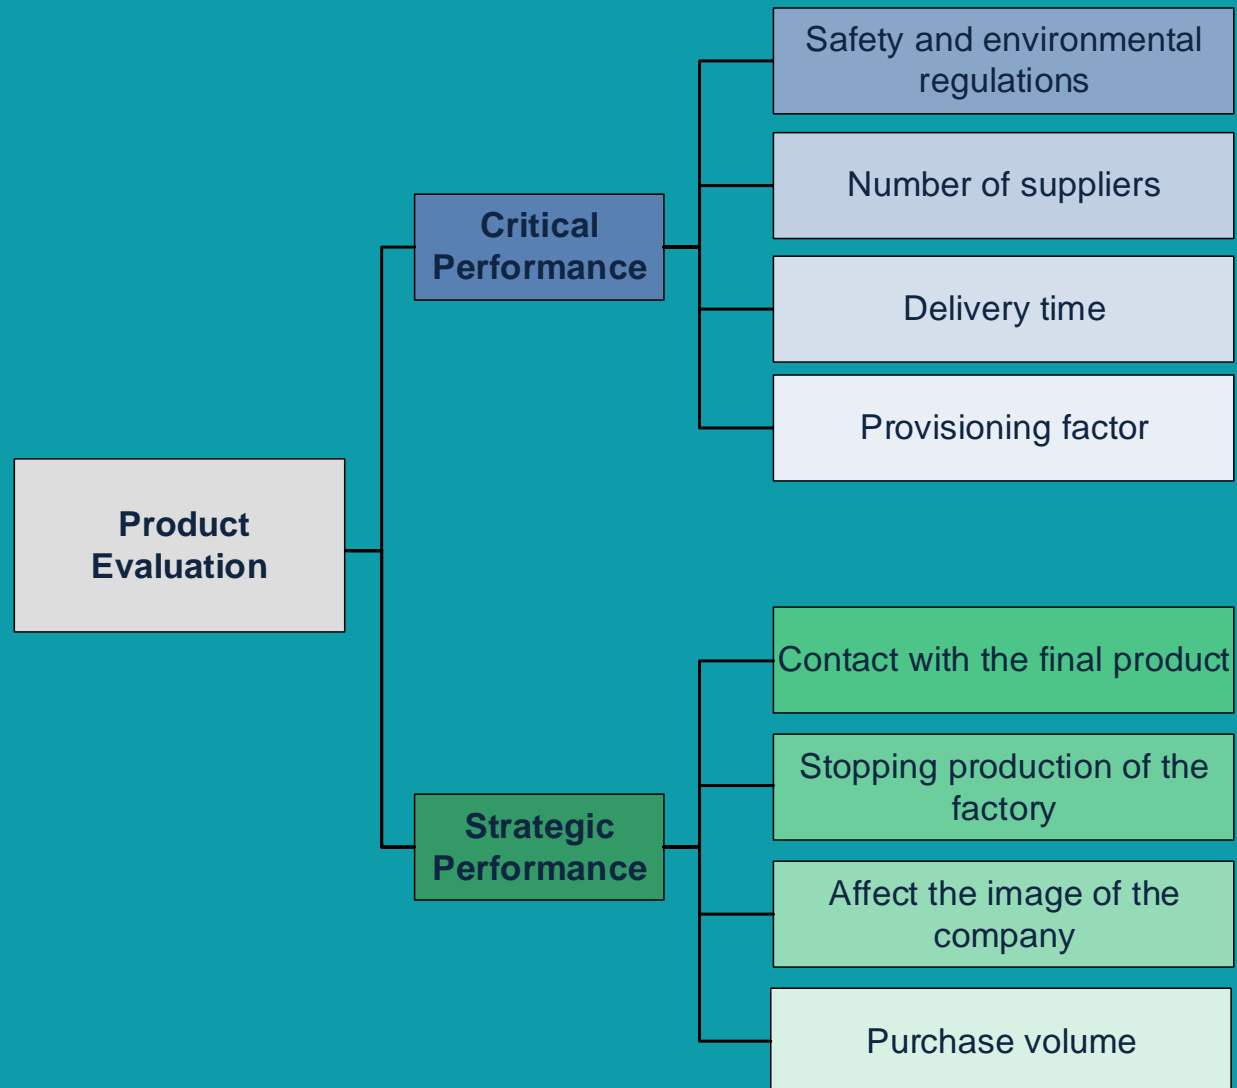 Safety and environmental
regulations
Number of suppliers
Critical
Performance
Delivery time
Provisioning factor
Product
Evaluation
Contact with the final product
Stopping production of the
factory
Strategic
Performance
Affect the image of the
company
Purchase volume